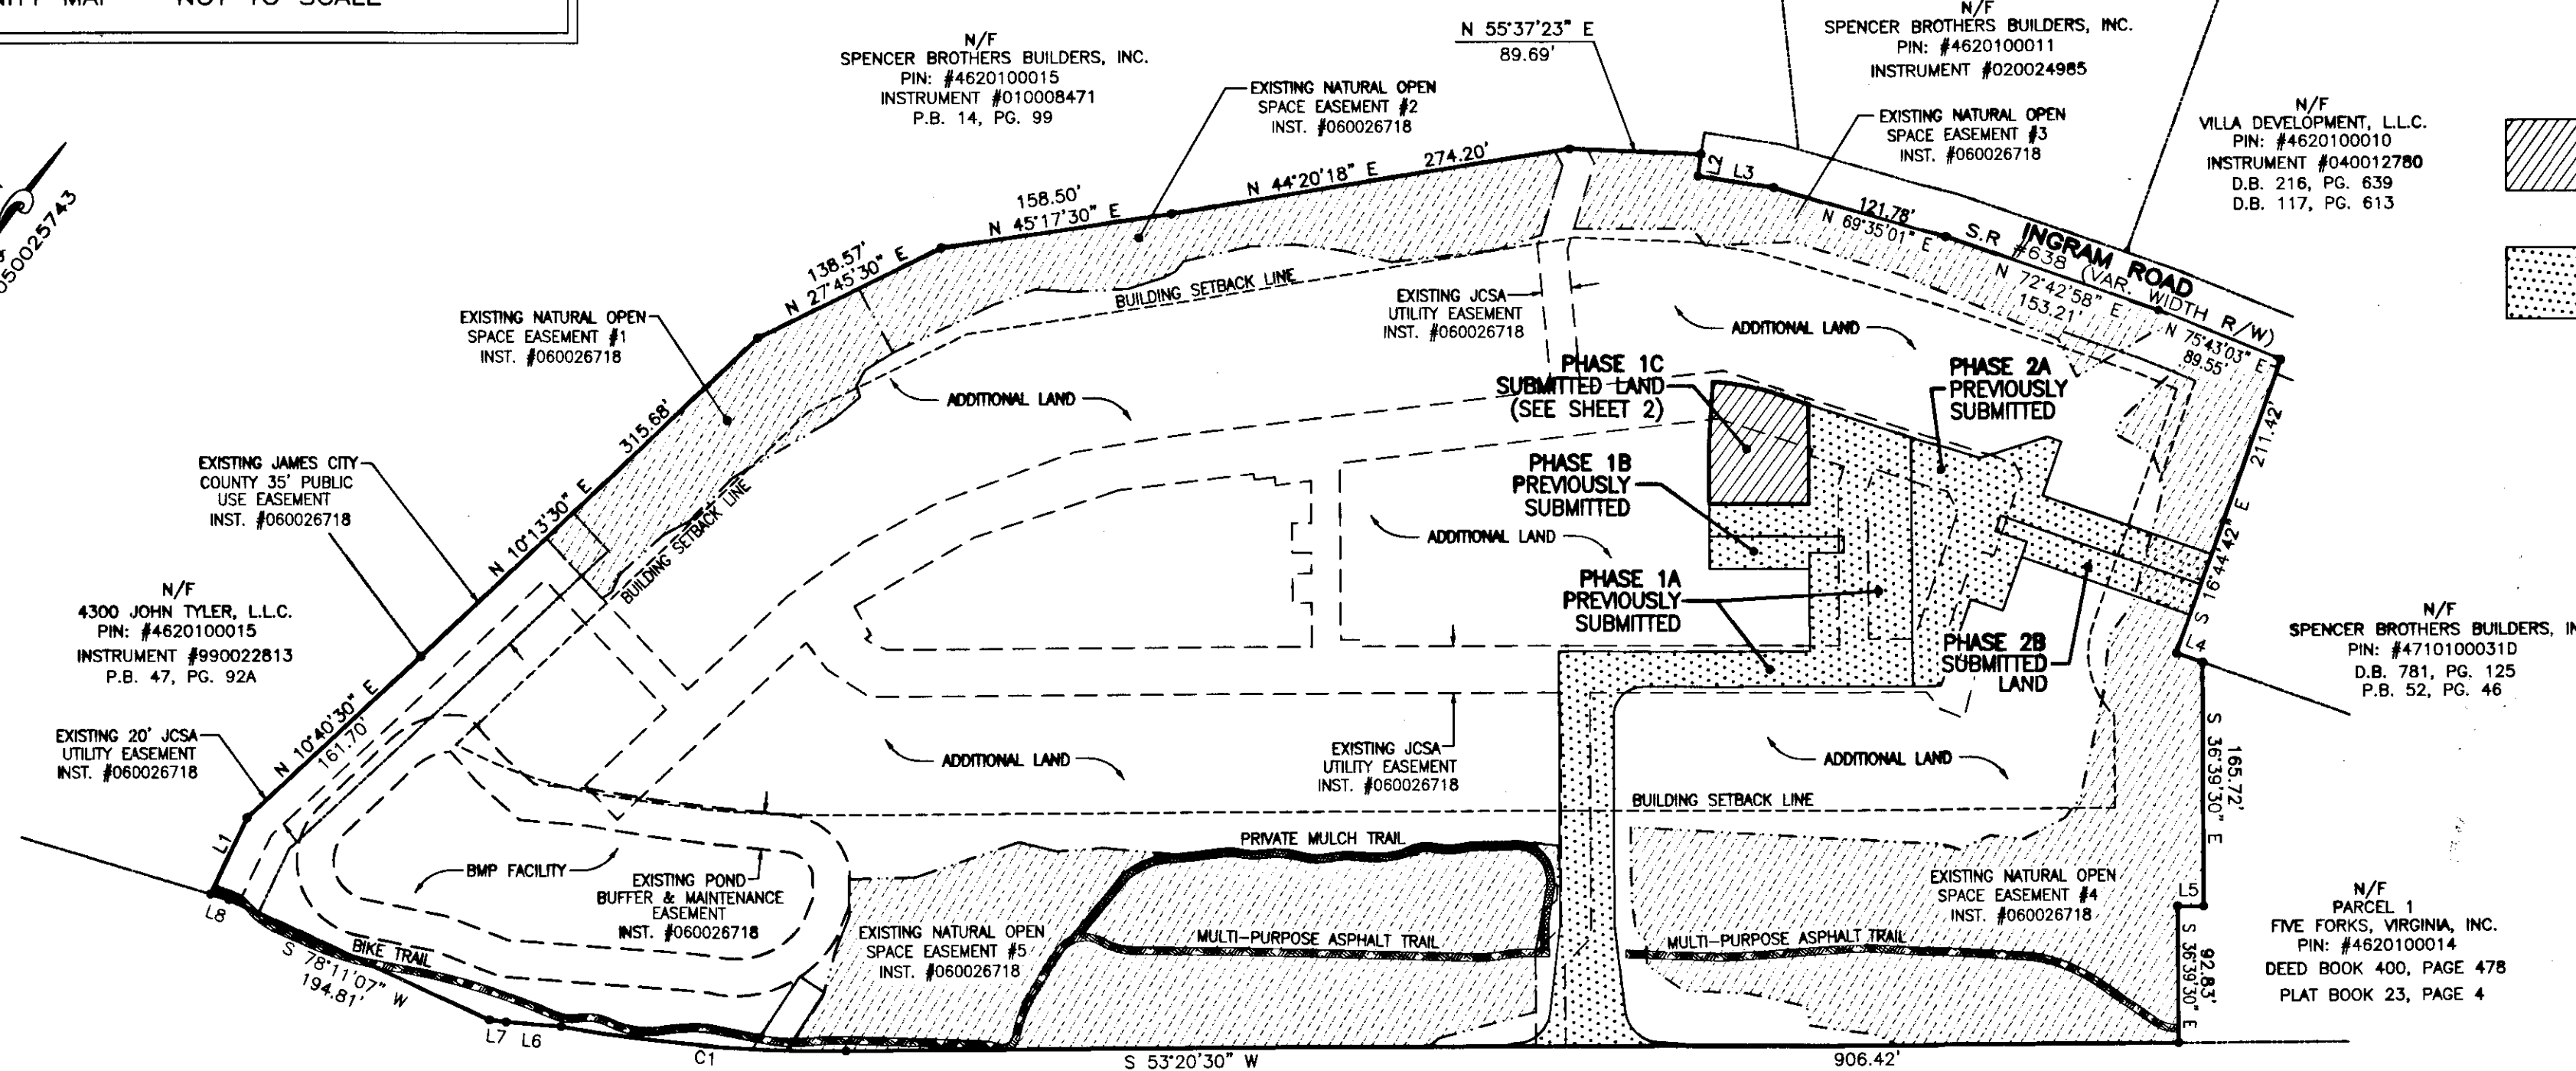 NOT TO SCALE
N/F
SPENCER BROTHERS BUILDERS, INC.
PIN: #4620100015
INSTRUMENT #010008471
P.B. 14, PG. 99
N 55°37'23" E
89.69'
N/F
SPENCER BROTHERS BUILDERS, INC.
PIN: #4620100011
INSTRUMENT #020024985
N/F
VILLA DEVELOPMENT, L.L.C.
PIN: #4620100010
INSTRUMENT #040012780
D.B. 216, PG. 639
D.B. 117, PG. 613
EXISTING NATURAL OPEN
SPACE EASEMENT #2
INST. #060026718
EXISTING NATURAL OPEN
SPACE EASEMENT #3
INST. #060026718
L2
L3
121.78'
N 69°35'01" E
INGRAM ROAD
S.R #638 (VAR. WIDTH R/W)
N 72°42'58" E
153.21'
N 75°43'03" E
89.55'
274.20'
N 44°20'18" E
158.50'
N 45°17'30" E
138.57'
N 27°45'30" E
BUILDING SETBACK LINE
EXISTING JCSA
UTILITY EASEMENT
INST. #060026718
ADDITIONAL LAND
EXISTING NATURAL OPEN
SPACE EASEMENT #1
INST. #060026718
ADDITIONAL LAND
PHASE 1C
SUBMITTED LAND
(SEE SHEET 2)
PHASE 2A
PREVIOUSLY
SUBMITTED
211.42'
S 16°44'42" E
315.68'
N 10°13'30" E
EXISTING JAMES CITY
COUNTY 35' PUBLIC
USE EASEMENT
INST. #060026718
BUILDING SETBACK LINE
PHASE 1B
PREVIOUSLY
SUBMITTED
ADDITIONAL LAND
PHASE 1A
PREVIOUSLY
SUBMITTED
PHASE 2B
SUBMITTED
LAND
L4
N/F
4300 JOHN TYLER, L.L.C.
PIN: #4620100015
INSTRUMENT #990022813
P.B. 47, PG. 92A
N/F
SPENCER BROTHERS BUILDERS,
PIN: #4710100031D
D.B. 781, PG. 125
P.B. 52, PG. 46
N 10°40'30" E
161.70'
EXISTING 20' JCSA
UTILITY EASEMENT
INST. #060026718
ADDITIONAL LAND
EXISTING JCSA
UTILITY EASEMENT
INST. #060026718
ADDITIONAL LAND
165.72'
S 36°39'30" E
BUILDING SETBACK LINE
L1
PRIVATE MULCH TRAIL
BMP FACILITY
EXISTING POND
BUFFER & MAINTENANCE
EASEMENT
INST. #060026718
EXISTING NATURAL OPEN
SPACE EASEMENT #4
INST. #060026718
L5
N/F
PARCEL 1
FIVE FORKS, VIRGINIA, INC.
PIN: #4620100014
DEED BOOK 400, PAGE 478
PLAT BOOK 23, PAGE 4
L8
BIKE TRAIL
EXISTING NATURAL OPEN
SPACE EASEMENT #5
INST. #060026718
MULTI-PURPOSE ASPHALT TRAIL
MULTI-PURPOSE ASPHALT TRAIL
92.83'
S 36°39'30" E
S 78°11'07" W
194.81'
L7
L6
C1
S 53°20'30" W
906.42'